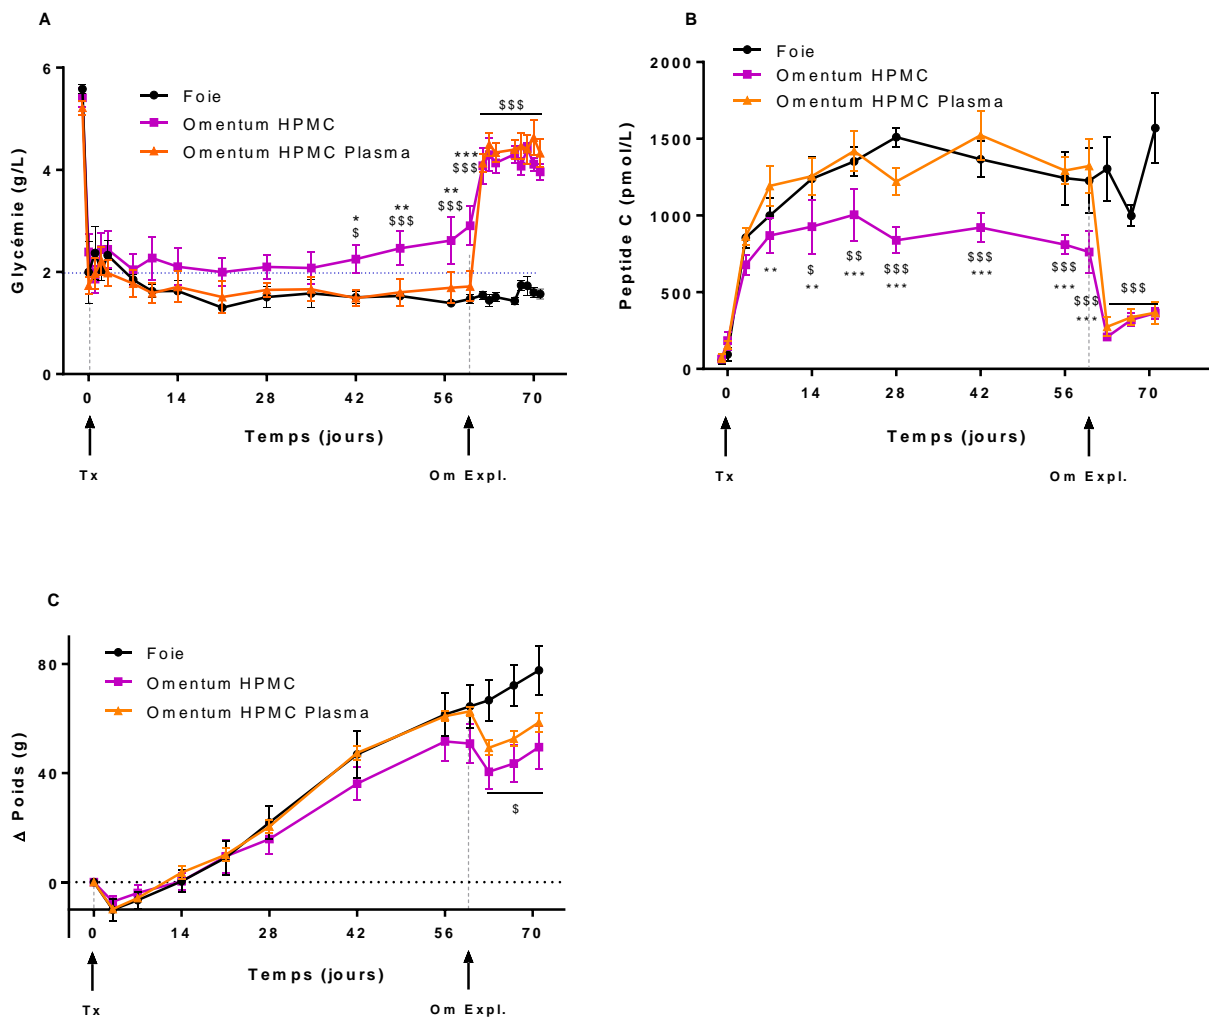 A
Foie
Omentum HPMC
Omentum HPMC Plasma
Glycémie (g/L)
6
4
2
0
$$$
*
$
**
$$$
**
$$$
***
$$$
0 14 28 42 56 70
Temps (jours)
Tx
Om Expl.
B
Foie
Omentum HPMC
Omentum HPMC Plasma
Peptide C (pmol/L)
2000
1500
1000
500
0
**
$
**
$$
***
$$$
***
$$$
***
$$$
***
$$$
***
$$$
0 14 28 42 56 70
Temps (jours)
Tx
Om Expl.
C
Foie
Omentum HPMC
Omentum HPMC Plasma
Δ Poids (g)
80
40
0
$
0 14 28 42 56 70
Temps (jours)
Tx
Om Expl.